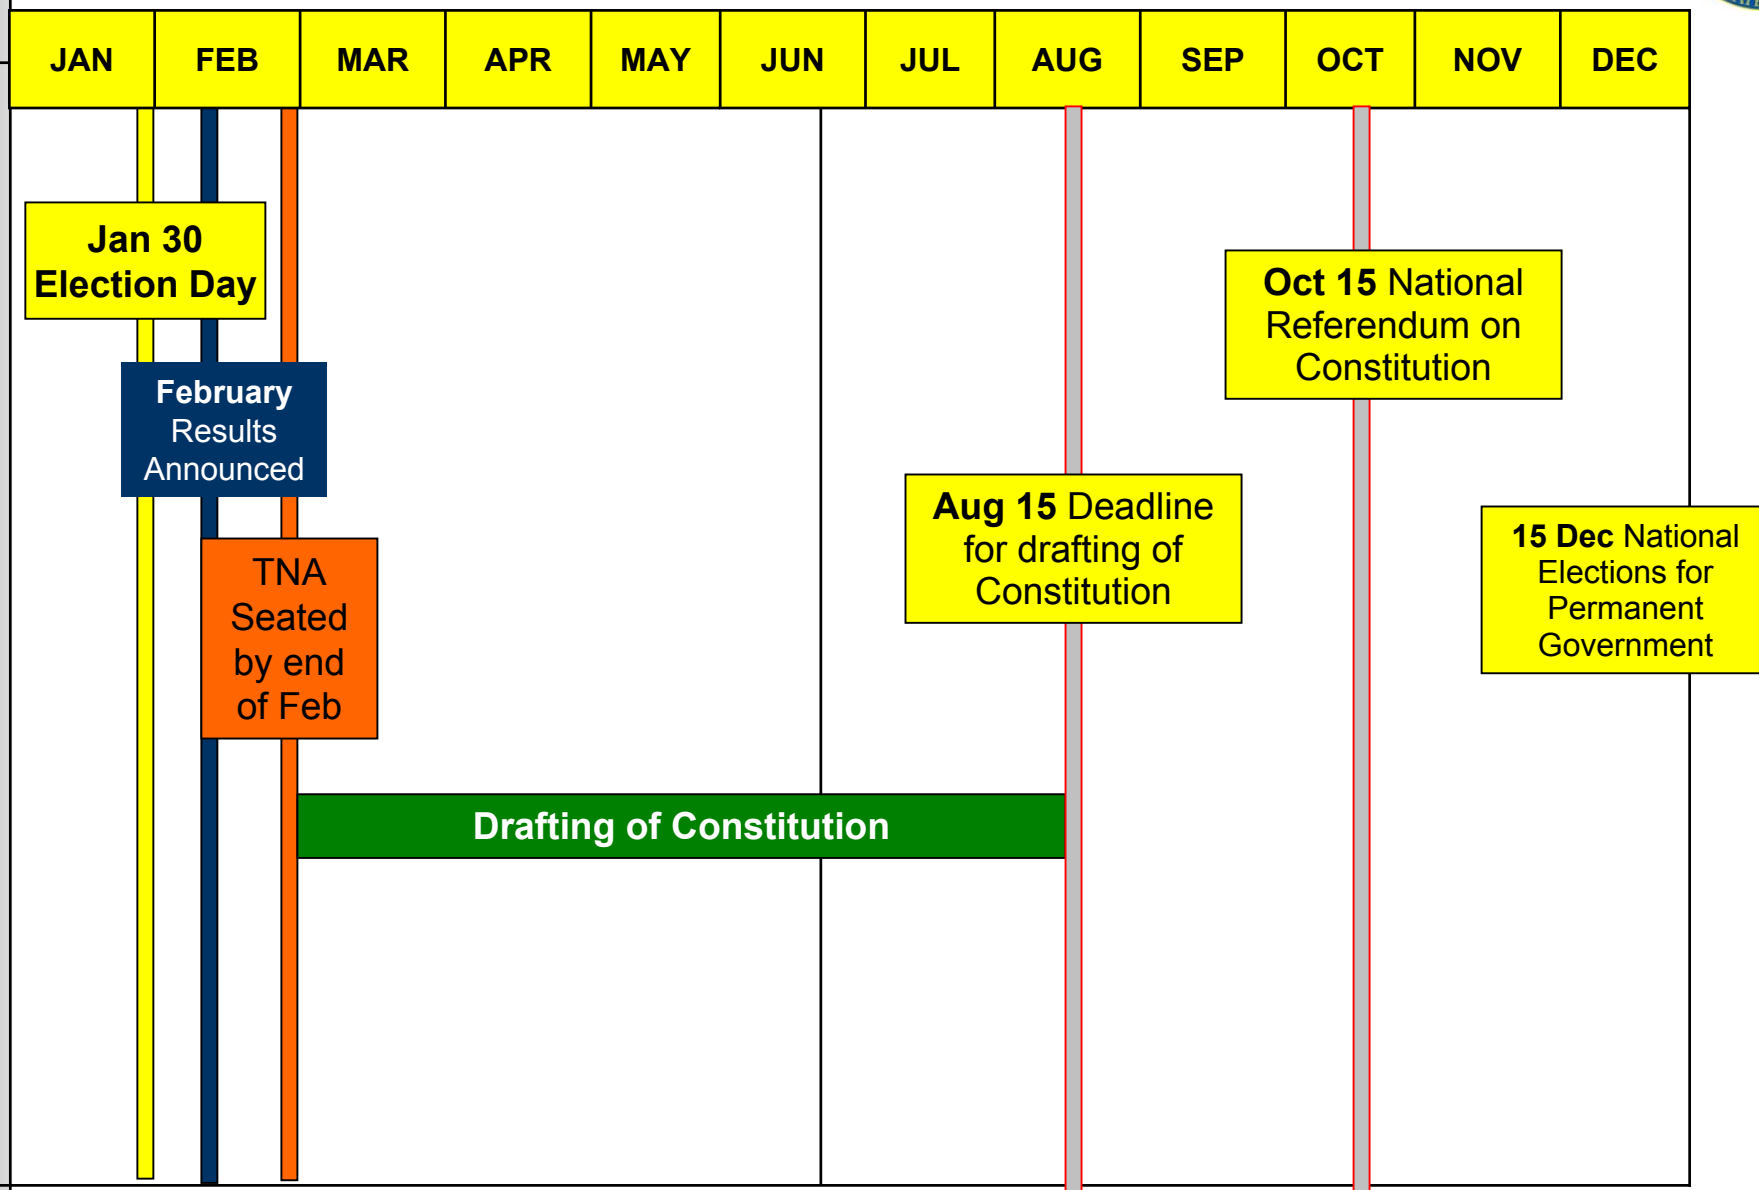 JAN FEB MAR APR MAY JUN JUL AUG SEP OCT NOV DEC
Jan 30
Election Day
February
Results
Announced
TNA
Seated
by end
of Feb
Oct 15 National
Referendum on
Constitution
Aug 15 Deadline
for drafting of
Constitution
15 Dec National
Elections for
Permanent
Government
Drafting of Constitution